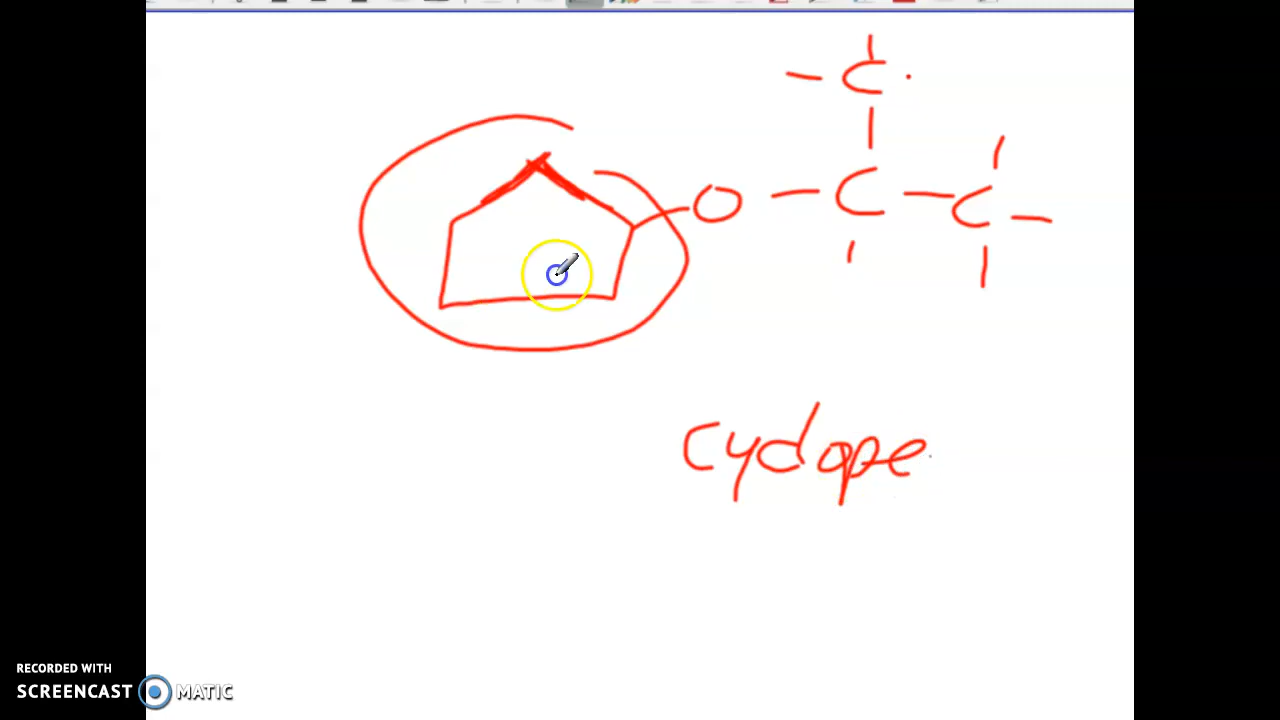 C
O – C – C
cyclope
RECORDED WITH
SCREENCAST MATIC